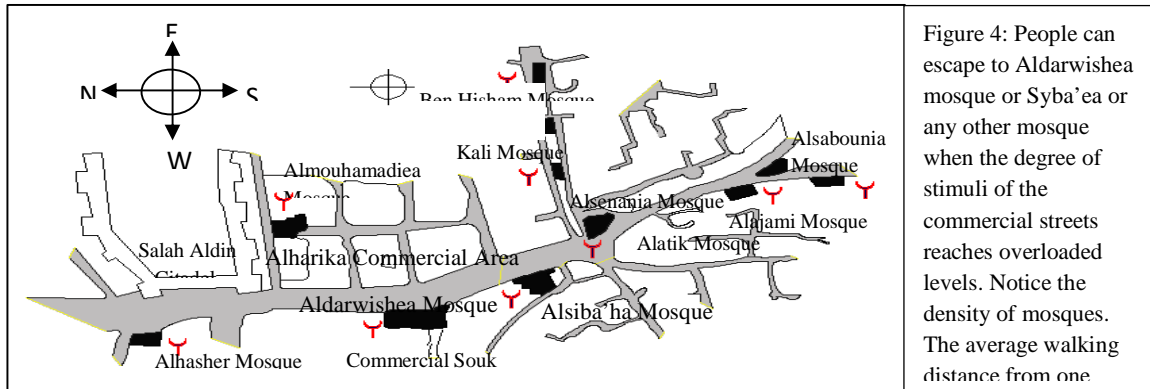 E
N
S
W
Ben Hisham Mosque
Kali Mosque
Alsabounia
Mosque
Almouhamadiea
Mosque
Alsenania Mosque
Alajami Mosque
Salah Aldin
Citadal
Alharika Commercial Area
Alatik Mosque
Aldarwishea Mosque
Alsiba’ha Mosque
Alhasher Mosque
Commercial Souk
Figure 4: People can
escape to Aldarwishea
mosque or Syba’ea or
any other mosque
when the degree of
stimuli of the
commercial streets
reaches overloaded
levels. Notice the
density of mosques.
The average walking
distance from one